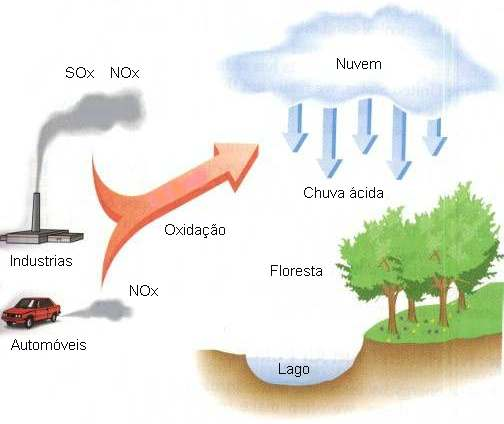 SOx NOx
Nuvem
Chuva ácida
Oxidação
Industrias
Floresta
NOx
Automóveis
Lago